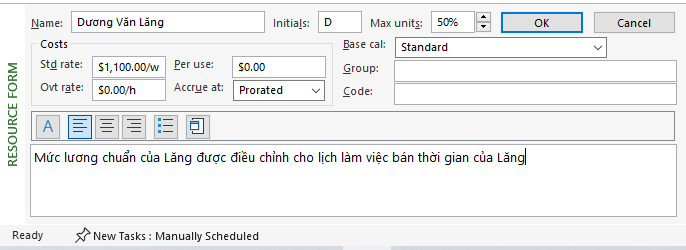 Name: Dương Văn Lăng Initials: D Max units: 50% OK Cancel
Costs Base cal: Standard
Std rate: $1,100.00/w Per use: $0.00 Group:
Ovt rate: $0.00/h Accrue at: Prorated Code:
A
Mức lương chuẩn của Lăng được điều chỉnh cho lịch làm việc bán thời gian của Lăng
RESOURCE FORM
Ready New Tasks : Manually Scheduled